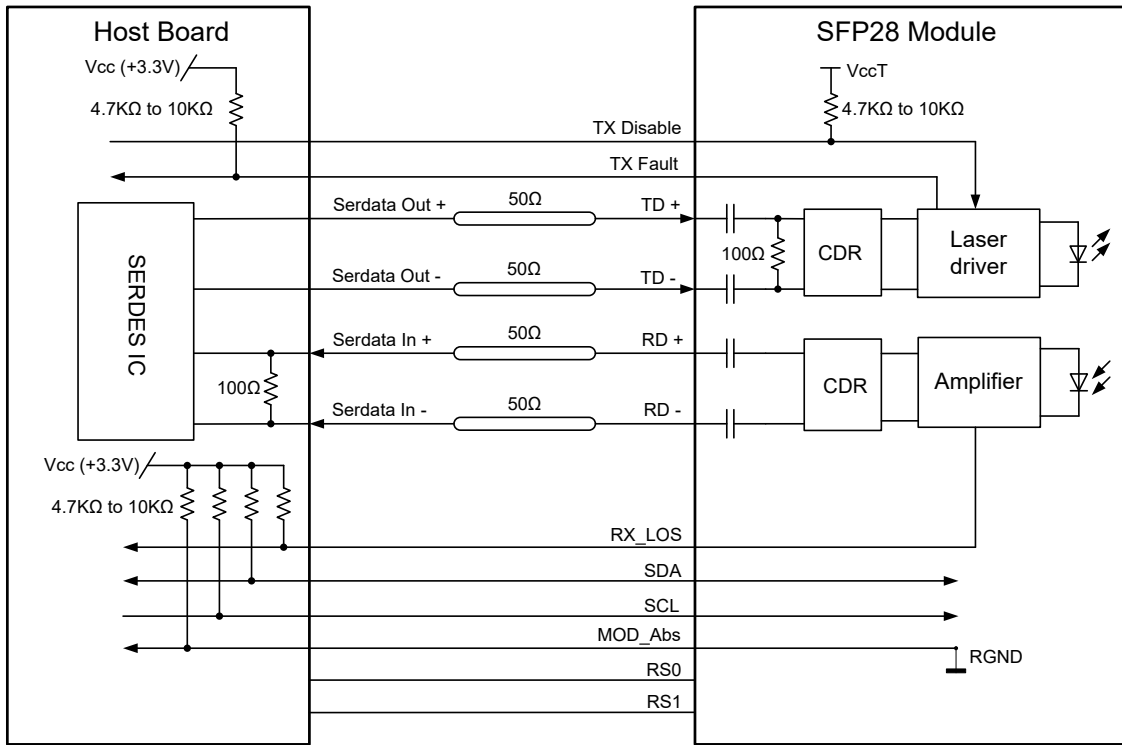 Host Board
SFP28 Module
Vcc (+3.3V)
VccT
4.7KΩ to 10KΩ
4.7KΩ to 10KΩ
TX Disable
TX Fault
Serdata Out +
50Ω
TD +
SERDES IC
100Ω
CDR
Laser
driver
Serdata Out -
50Ω
TD -
Serdata In +
50Ω
RD +
100Ω
CDR
Amplifier
Serdata In -
50Ω
RD -
Vcc (+3.3V)
4.7KΩ to 10KΩ
RX_LOS
SDA
SCL
MOD_Abs
RGND
RS0
RS1